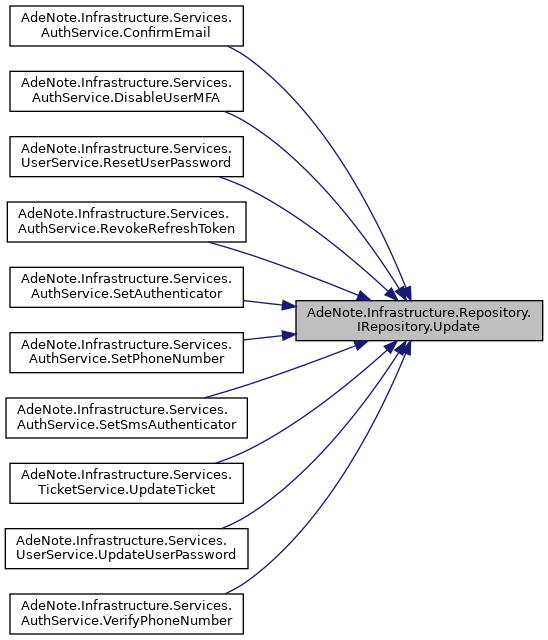 AdeNote.Infrastructure.Services.
AuthService.ConfirmEmail
AdeNote.Infrastructure.Services.
AuthService.DisableUserMFA
AdeNote.Infrastructure.Services.
UserService.ResetUserPassword
AdeNote.Infrastructure.Services.
AuthService.RevokeRefreshToken
AdeNote.Infrastructure.Services.
AuthService.SetAuthenticator
AdeNote.Infrastructure.Repository.
IRepository.Update
AdeNote.Infrastructure.Services.
AuthService.SetPhoneNumber
AdeNote.Infrastructure.Services.
AuthService.SetSmsAuthenticator
AdeNote.Infrastructure.Services.
TicketService.UpdateTicket
AdeNote.Infrastructure.Services.
UserService.UpdateUserPassword
AdeNote.Infrastructure.Services.
AuthService.VerifyPhoneNumber